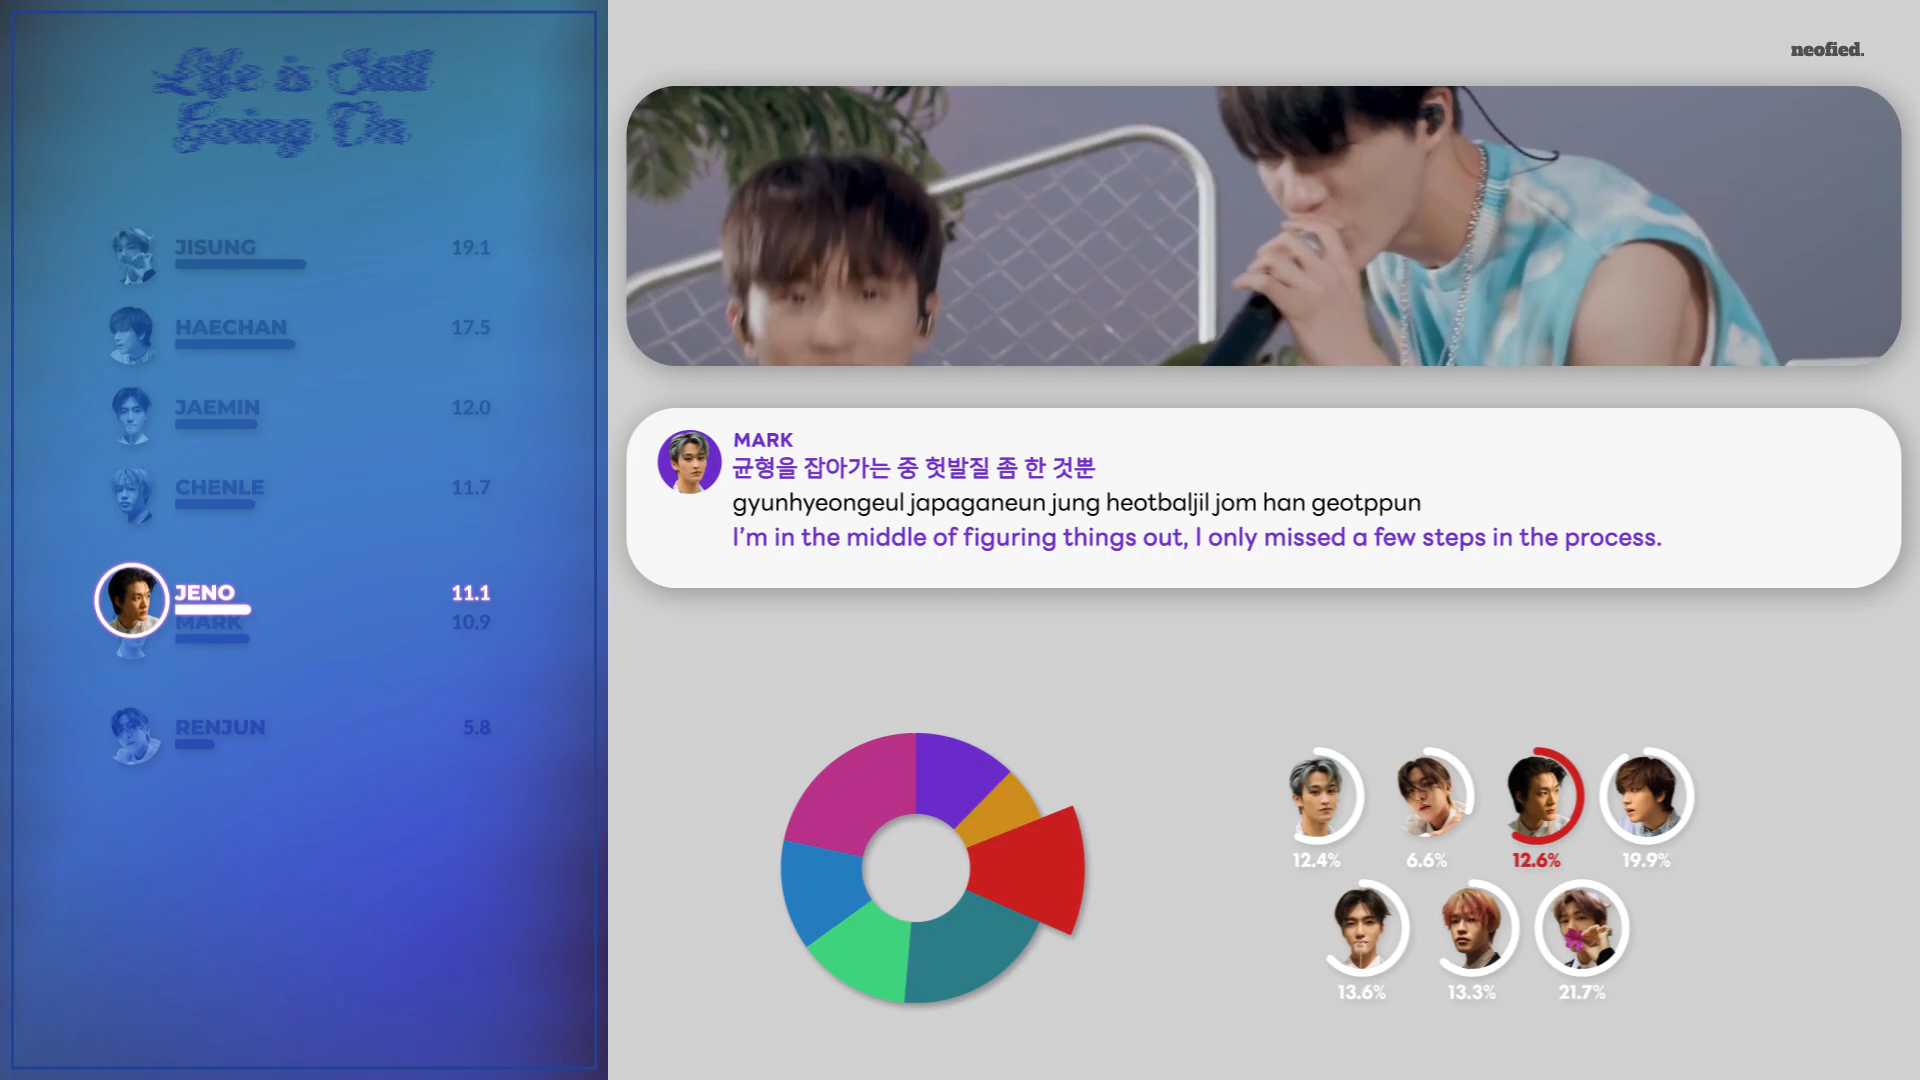 Life is Still
Going On
JISUNG 19.1
HAECHAN 17.5
JAEMIN 12.0
CHENLE 11.7
JENO 11.1
MARK 10.9
RENJUN 5.8
neofied.
MARK
균형을 잡아가는 중 헛발질 좀 한 것뿐
gyunhyeongeul japaganeun jung heotbaljil jom han geotppun
I'm in the middle of figuring things out, I only missed a few steps in the process.
12.4% 6.6% 12.6% 19.9%
13.6% 13.3% 21.7%